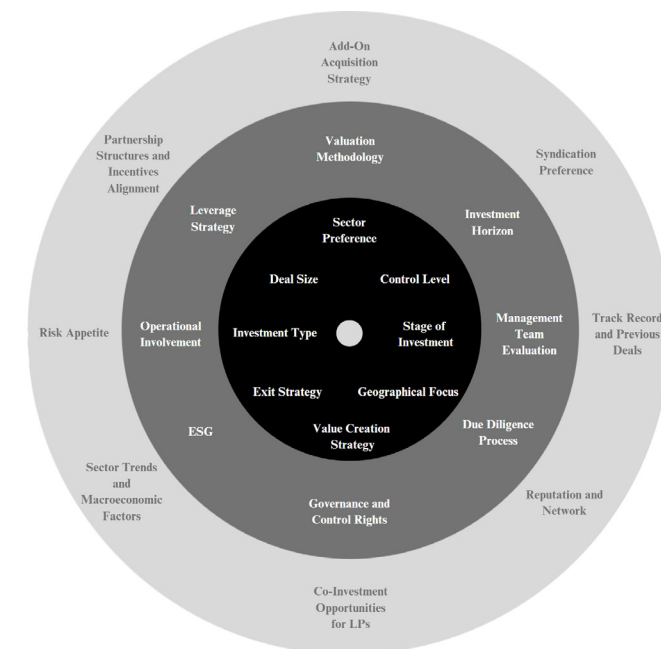 Add-On
Acquisition
Strategy
Partnership
Structures and
Incentives
Alignment
Syndication
Preference
Risk Appetite
Track Record
and Previous
Deals
Sector Trends
and
Macroeconomic
Factors
Reputation and
Network
Co-Investment
Opportunities
for LPs
Valuation
Methodology
Leverage
Strategy
Investment
Horizon
Operational
Involvement
Management
Team
Evaluation
ESG
Due Diligence
Process
Governance and
Control Rights
Sector
Preference
Deal Size
Control Level
Investment Type
Stage of
Investment
Exit Strategy
Geographical Focus
Value Creation
Strategy